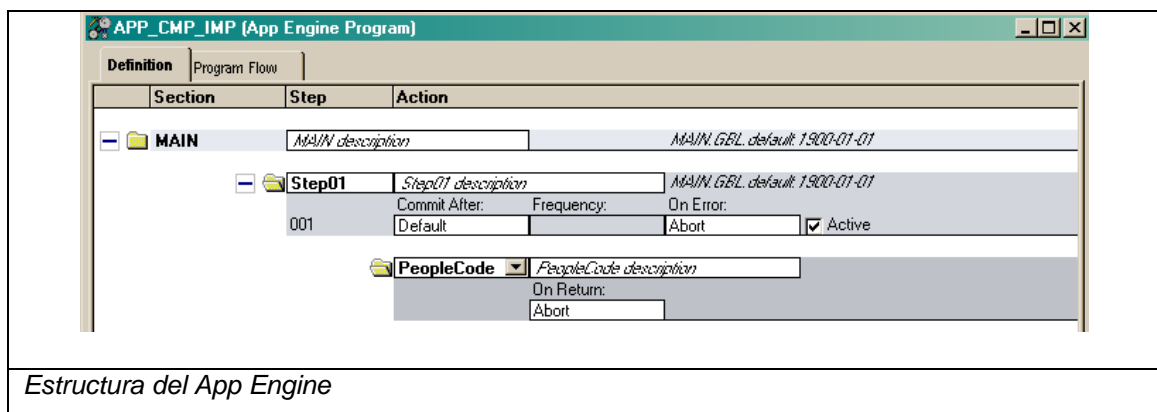 APP_CMP_IMP (App Engine Program)
Definition Program Flow
Section Step Action
MAIN MAIN description MAIN.GBL.default.1900-01-01
Step01 Step01 description MAIN.GBL.default.1900-01-01
Commit After: Frequency: On Error:
001 Default Abort Active
PeopleCode PeopleCode description
On Return:
Abort
Estructura del App Engine